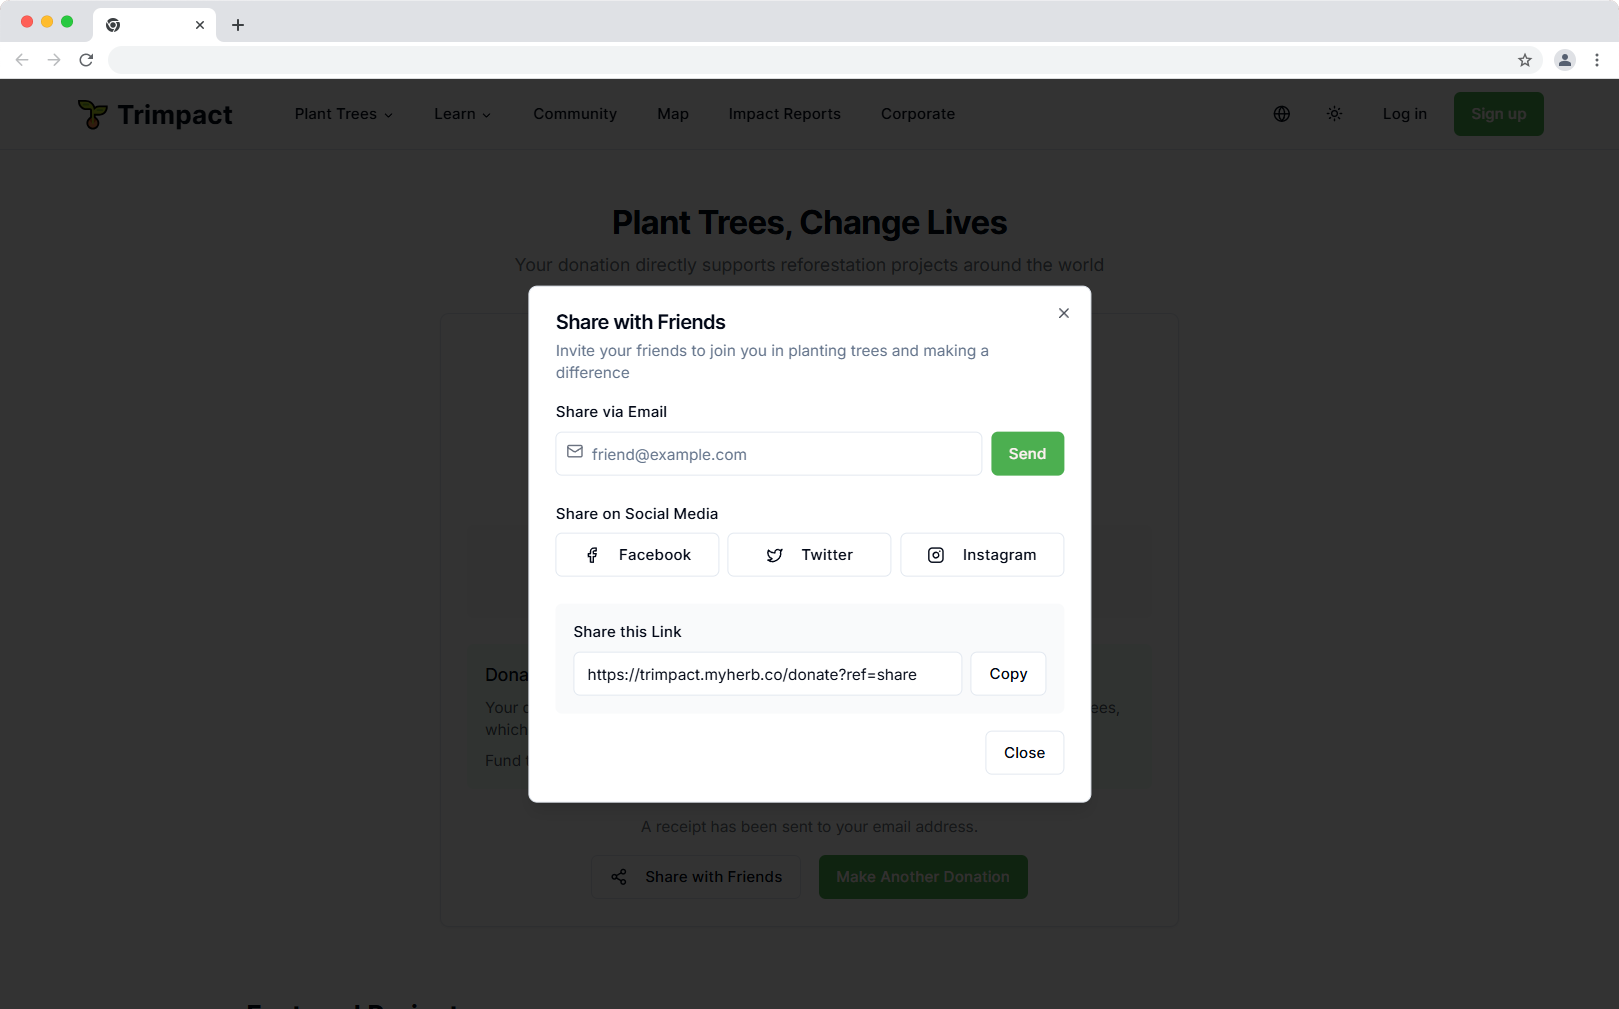 Trimpact
Plant Trees
Learn
Community
Map
Impact Reports
Corporate
Log in
Sign up
Plant Trees, Change Lives
Your donation directly supports reforestation projects around the world
Share with Friends
Invite your friends to join you in planting trees and making a
difference
Share via Email
friend@example.com
Send
Share on Social Media
Facebook
Twitter
Instagram
Share this Link
https://trimpact.myherb.co/donate?ref=share
Copy
Close
Your
which
Fund
A receipt has been sent to your email address.
Share with Friends
Make Another Donation